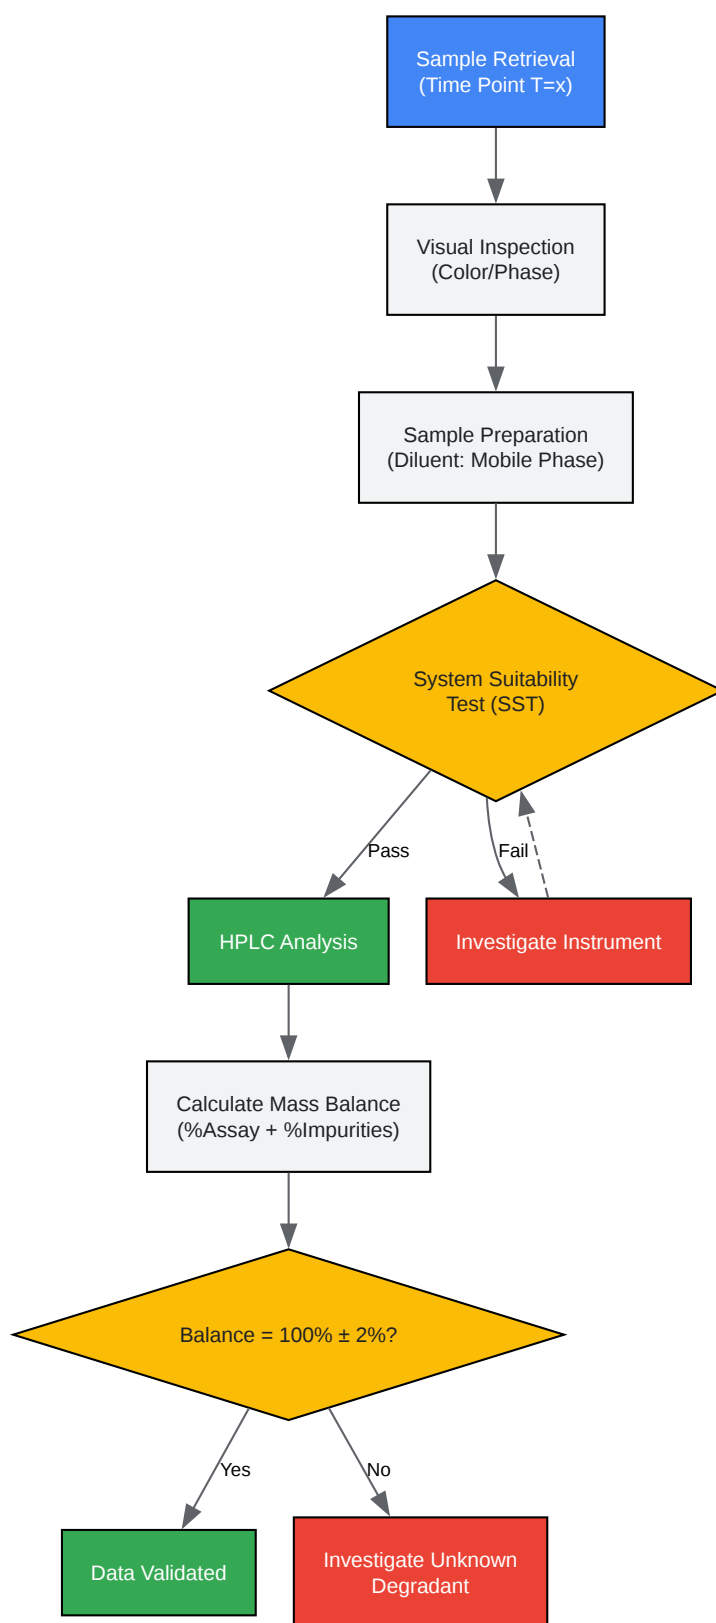 Sample Retrieval
(Time Point T=x)
Visual Inspection
(Color/Phase)
Sample Preparation
(Diluent: Mobile Phase)
System Suitability
Test (SST)
Pass
Fail
HPLC Analysis
Investigate Instrument
Calculate Mass Balance
(%Assay + %Impurities)
Balance = 100% ± 2%?
Yes
No
Data Validated
Investigate Unknown
Degradant